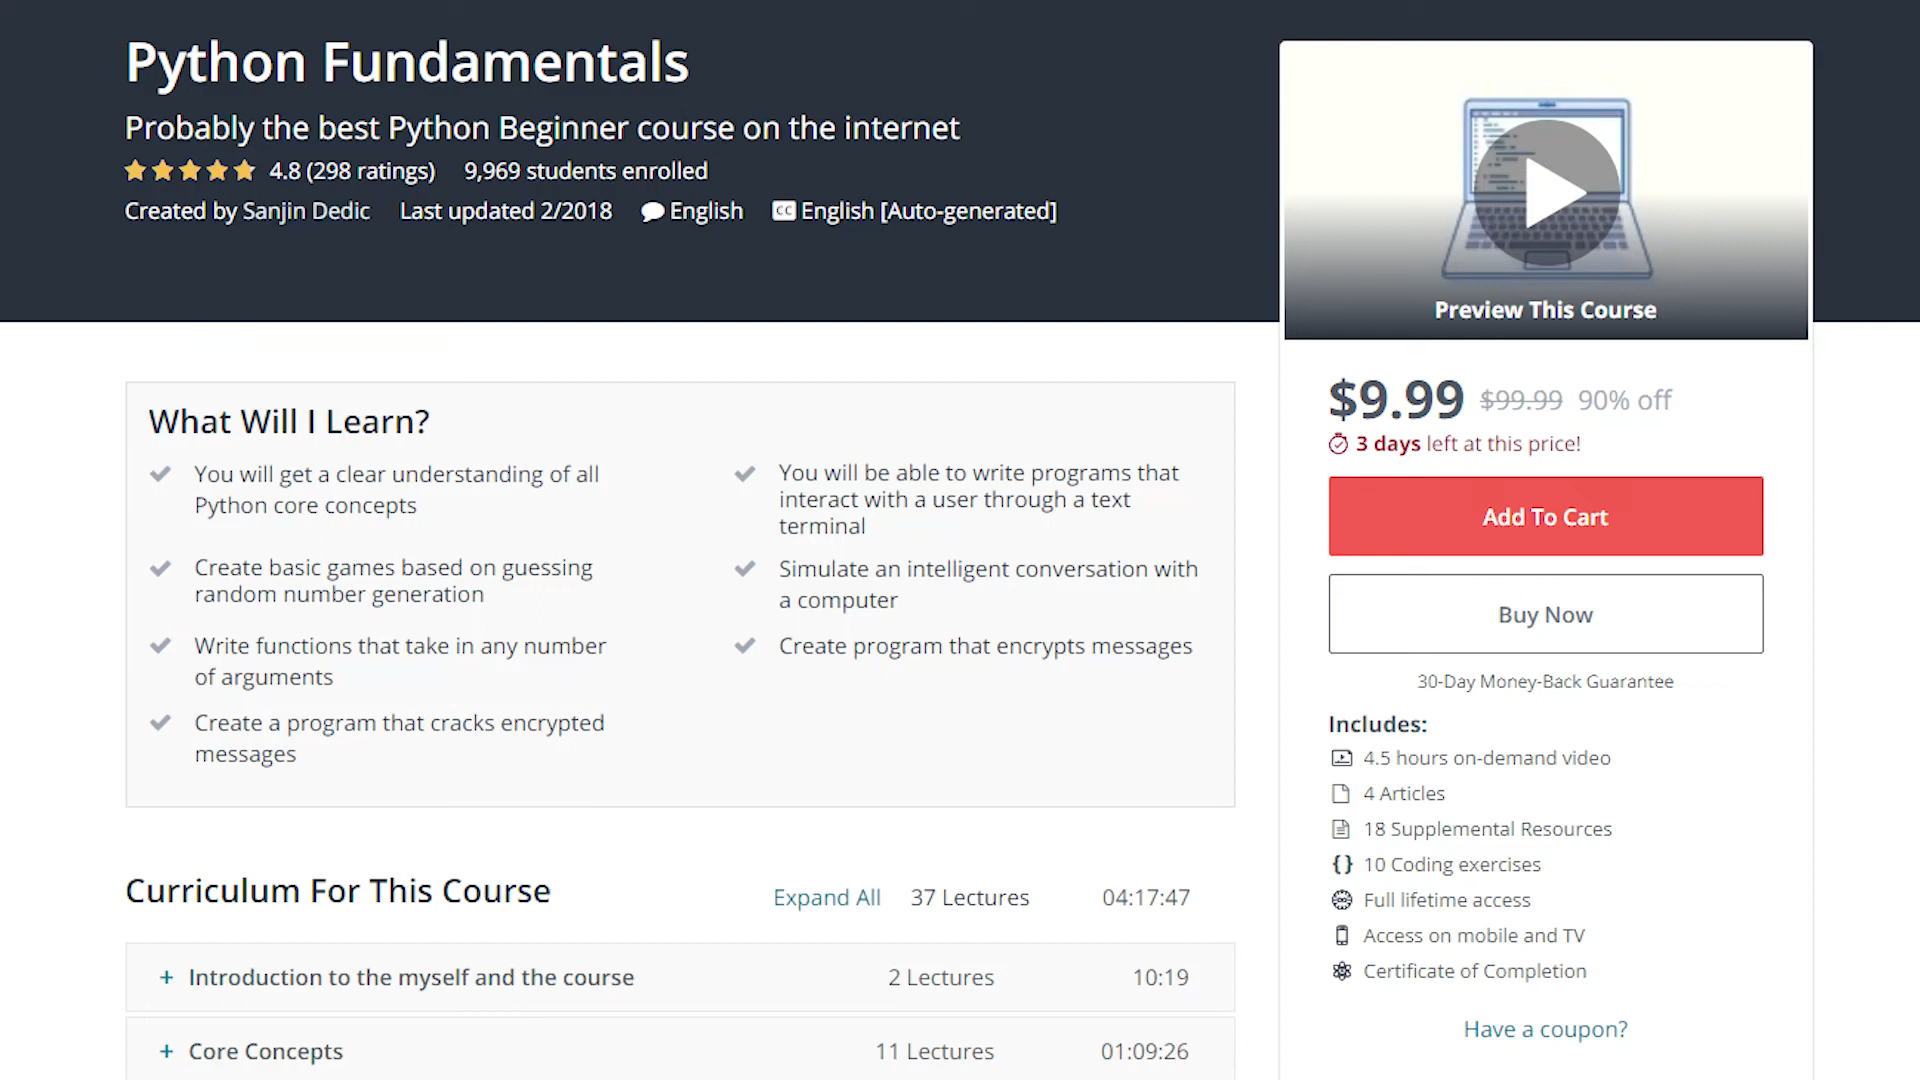 Python Fundamentals
Probably the best Python Beginner course on the internet
4.8 (298 ratings) 9,969 students enrolled
Created by Sanjin Dedic Last updated 2/2018 English CC English [Auto-generated]
Preview This Course
$9.99 $99.99 90% off
3 days left at this price!
Add To Cart
Buy Now
30-Day Money-Back Guarantee
Includes:
4.5 hours on-demand video
4 Articles
18 Supplemental Resources
{} 10 Coding exercises
Full lifetime access
Access on mobile and TV
Certificate of Completion
Have a coupon?
What Will I Learn?
You will get a clear understanding of all
Python core concepts
Create basic games based on guessing
random number generation
Write functions that take in any number
of arguments
Create a program that cracks encrypted
messages
You will be able to write programs that
interact with a user through a text
terminal
Simulate an intelligent conversation with
a computer
Create program that encrypts messages
Curriculum For This Course Expand All 37 Lectures 04:17:47
+ Introduction to the myself and the course 2 Lectures 10:19
+ Core Concepts 11 Lectures 01:09:26